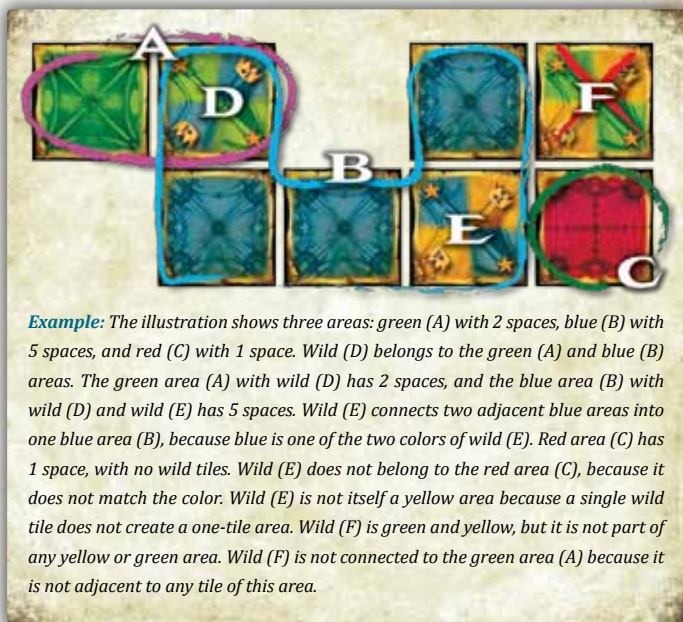 A
D
F
B
E
C
Example: The illustration shows three areas: green (A) with 2 spaces, blue (B) with
5 spaces, and red (C) with 1 space. Wild (D) belongs to the green (A) and blue (B)
areas. The green area (A) with wild (D) has 2 spaces, and the blue area (B) with
wild (D) and wild (E) has 5 spaces. Wild (E) connects two adjacent blue areas into
one blue area (B), because blue is one of the two colors of wild (E). Red area (C) has
1 space, with no wild tiles. Wild (E) does not belong to the red area (C), because it
does not match the color. Wild (E) is not itself a yellow area because a single wild
tile does not create a one-tile area. Wild (F) is green and yellow, but it is not part of
any yellow or green area. Wild (F) is not connected to the green area (A) because it
is not adjacent to any tile of this area.